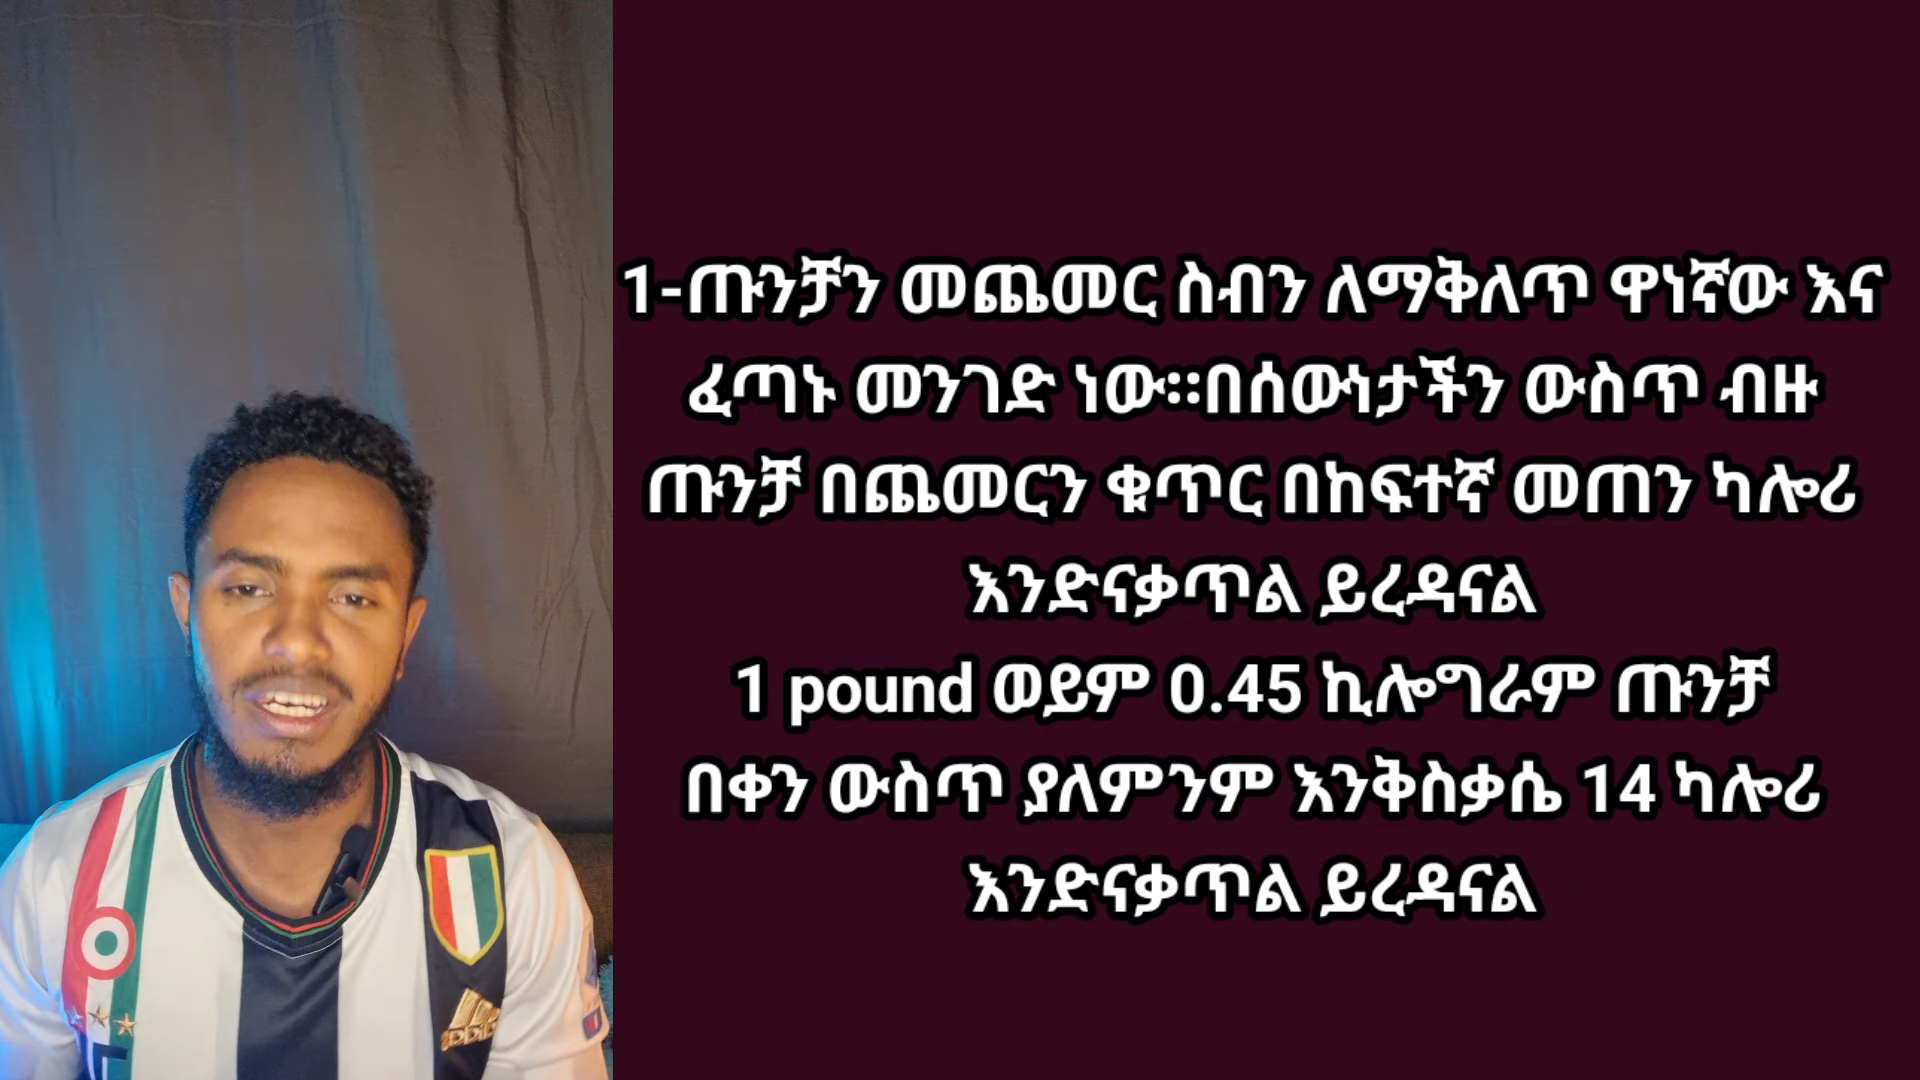 1-ጡንቻን መጨመር ስብን ለማቅለጥ ዋነኛው እና
ፈጣኑ መንገድ ነው።በሰውነታችን ውስጥ ብዙ
ጡንቻ በጨመርን ቁጥር በከፍተኛ መጠን ካሎሪ
እንድናቃጥል ይረዳናል
1 pound ወይም 0.45 ኪሎግራም ጡንቻ
በቀን ውስጥ ያለምንም እንቅስቃሴ 14 ካሎሪ
እንድናቃጥል ይረዳናል